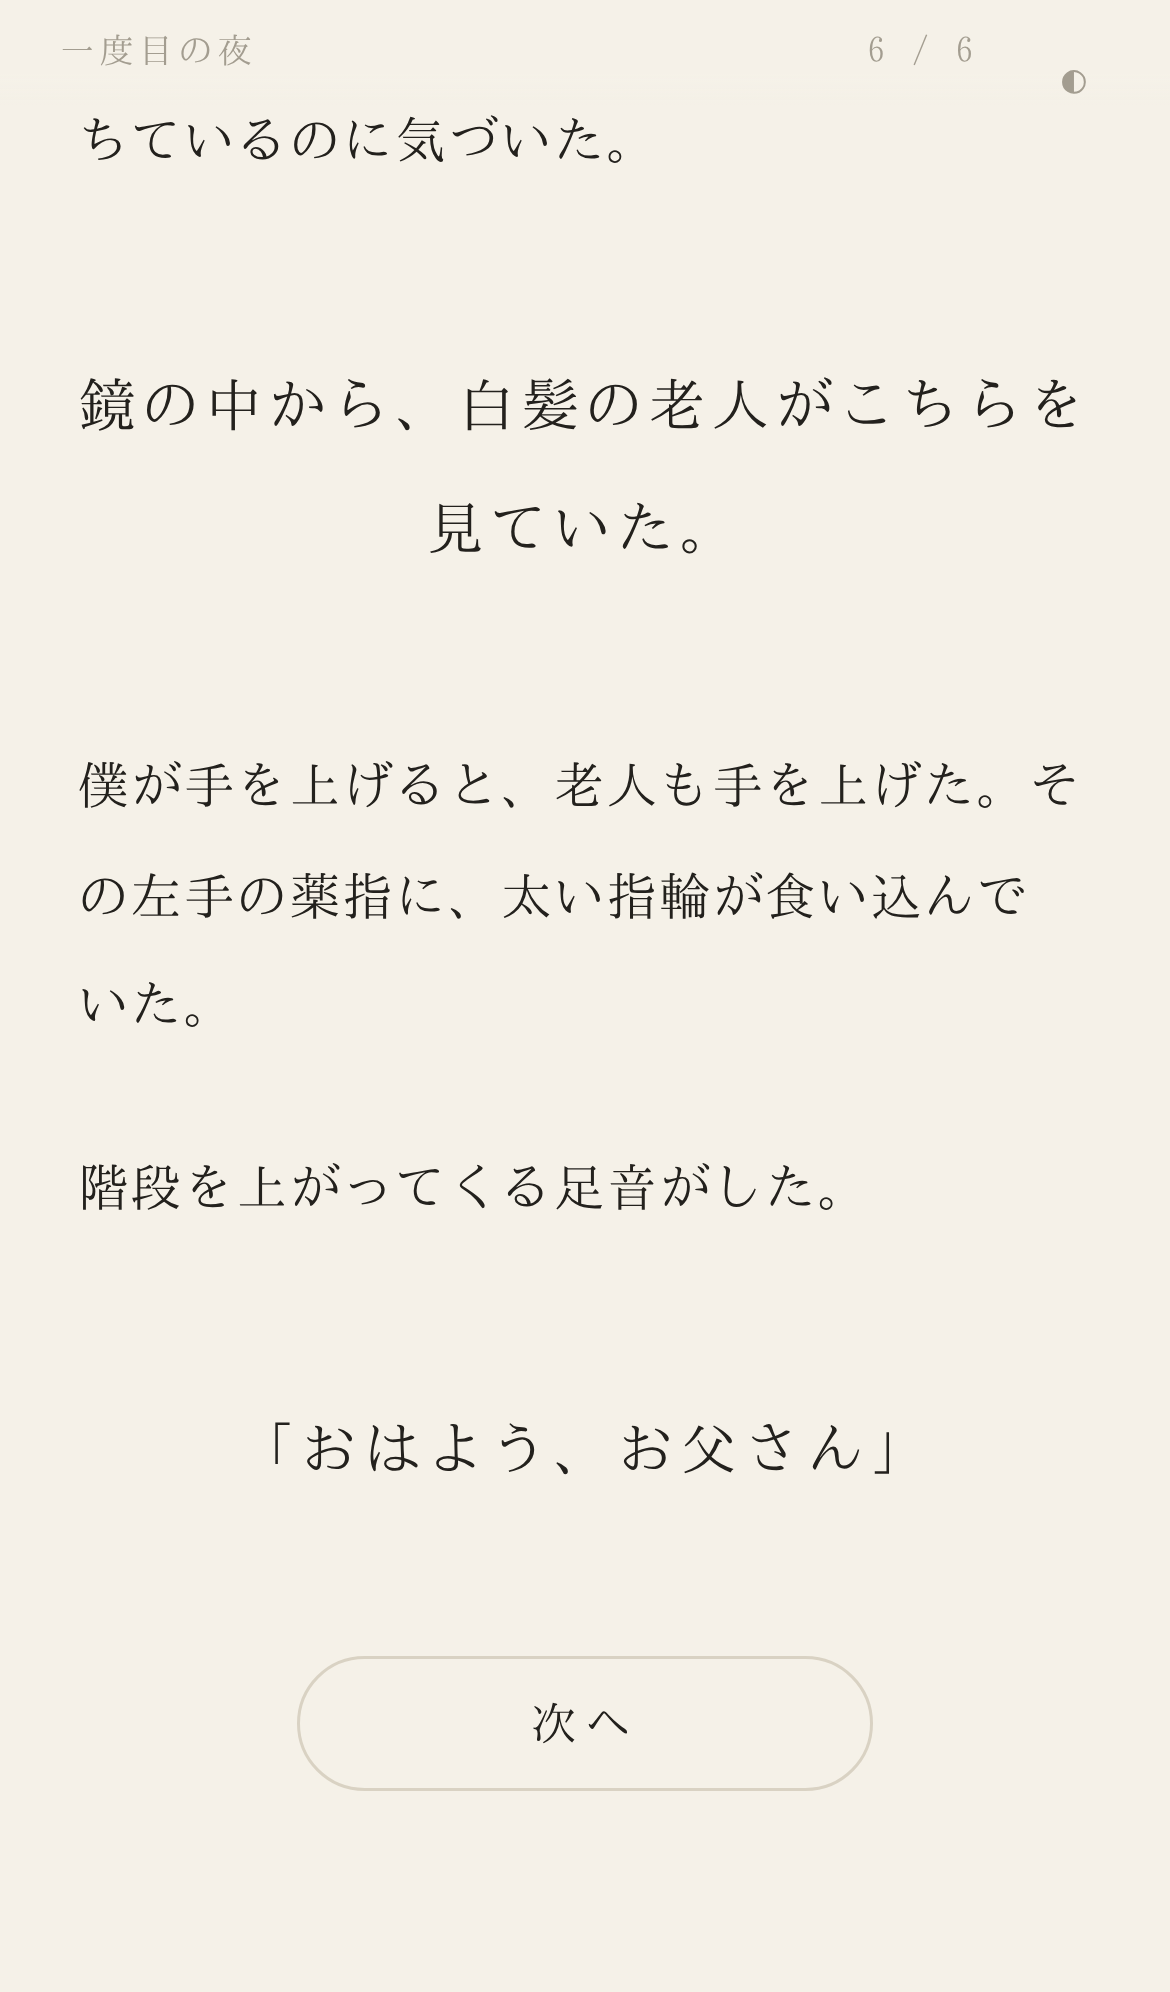 一度目の夜
6 / 6
ちているのに気づいた。
鏡の中から、白髪の老人がこちらを
見ていた。
僕が手を上げると、老人も手を上げた。そ
の左手の薬指に、太い指輪が食い込んで
いた。
階段を上がってくる足音がした。
「おはよう、お父さん」
次へ